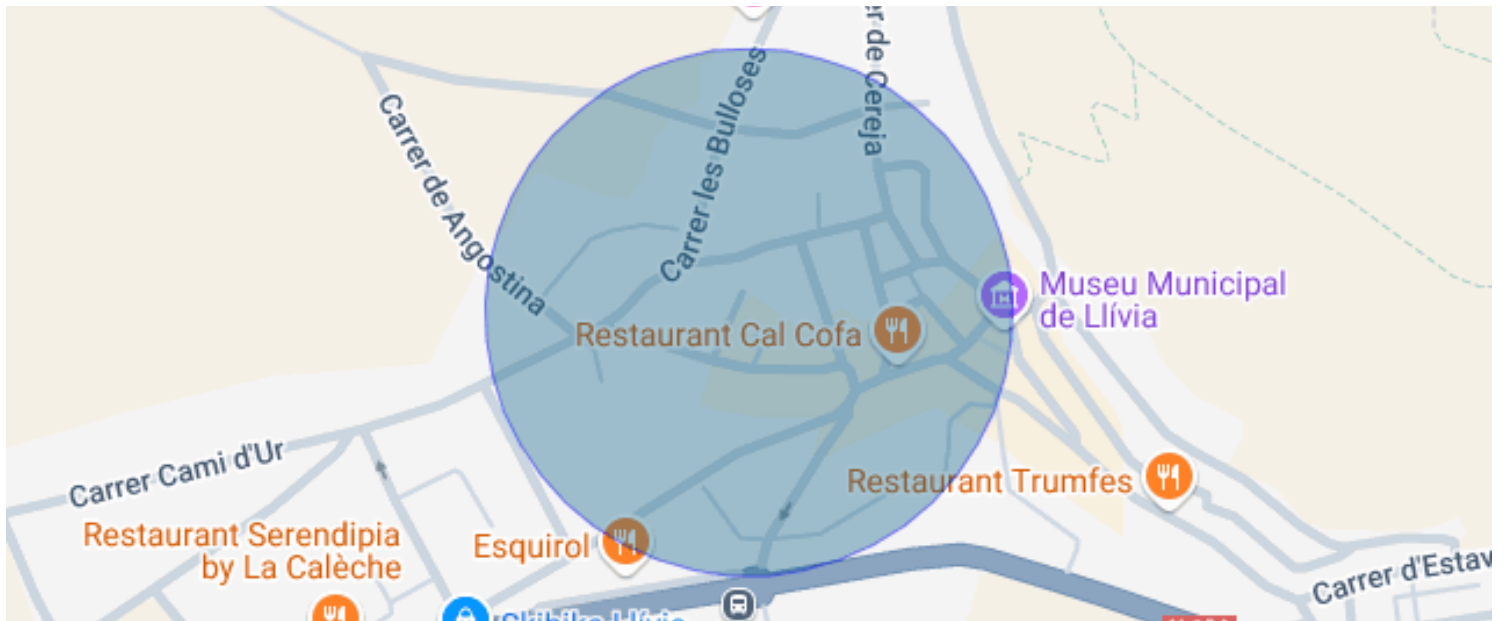 er de Cereja
Carrer les Bulloses
Carrer de Angostina
Museu Municipal
de Llívia
Restaurant Cal Cofa
Carrer Cami d'Ur
Restaurant Trumfes
Restaurant Serendipia
by La Calèche
Esquirol
Carrer d'Estav